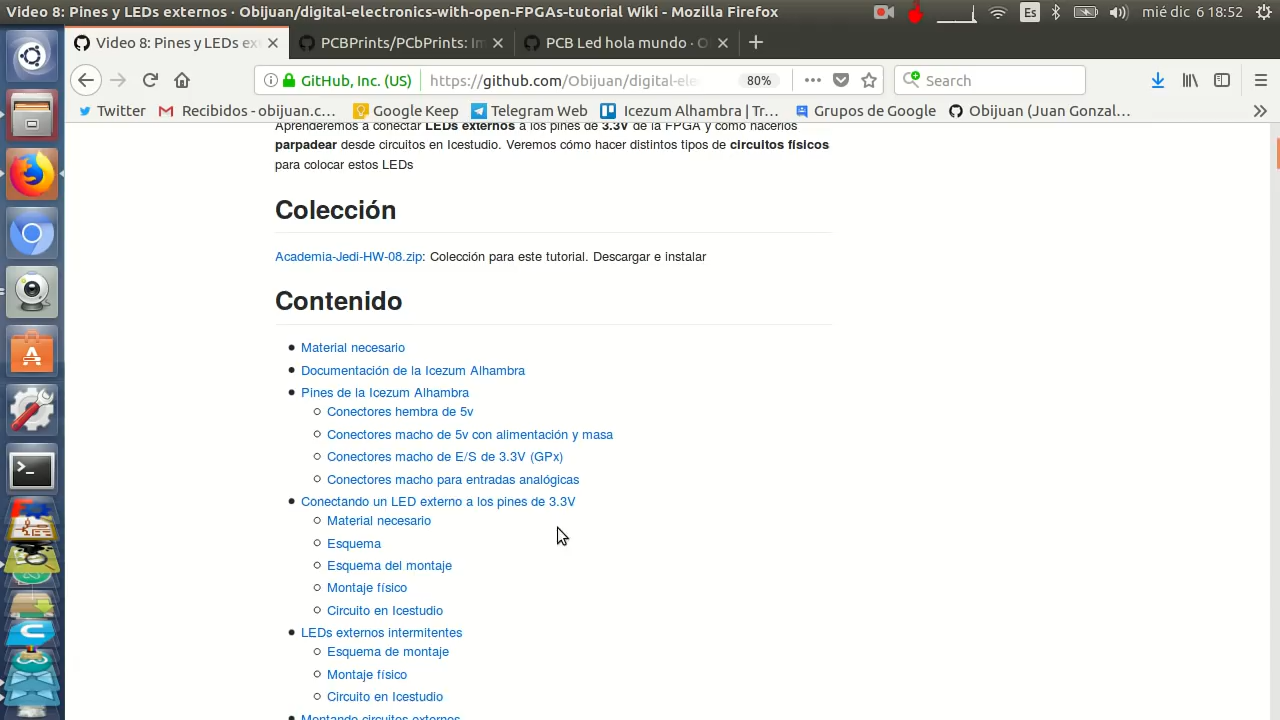 Video 8: Pines y LEDs externos · Obijuan/digital-electronics-with-open-FPGAs-tutorial Wiki - Mozilla Firefox
Es
mié dic 6 18:52
Video 8: Pines y LEDs ex
PCBPrints/PCbPrints: Im
PCB Led hola mundo · O
GitHub, Inc. (US)
https://github.com/Obijuan/digital-ele
80%
Search
Twitter
Recibidos - obijuan.c…
Google Keep
Telegram Web
Icezum Alhambra | Tr…
Grupos de Google
Obijuan (Juan Gonzal…
Aprenderemos a conectar LEDs externos a los pines de 3.3V de la FPGA y cómo hacerlos
parpadear desde circuitos en Icestudio. Veremos cómo hacer distintos tipos de circuitos físicos
para colocar estos LEDs
Colección
Academia-Jedi-HW-08.zip: Colección para este tutorial. Descargar e instalar
Contenido
Material necesario
Documentación de la Icezum Alhambra
Pines de la Icezum Alhambra
Conectores hembra de 5v
Conectores macho de 5v con alimentación y masa
Conectores macho de E/S de 3.3V (GPx)
Conectores macho para entradas analógicas
Conectando un LED externo a los pines de 3.3V
Material necesario
Esquema
Esquema del montaje
Montaje físico
Circuito en Icestudio
LEDs externos intermitentes
Esquema de montaje
Montaje físico
Circuito en Icestudio
Montando circuitos externos